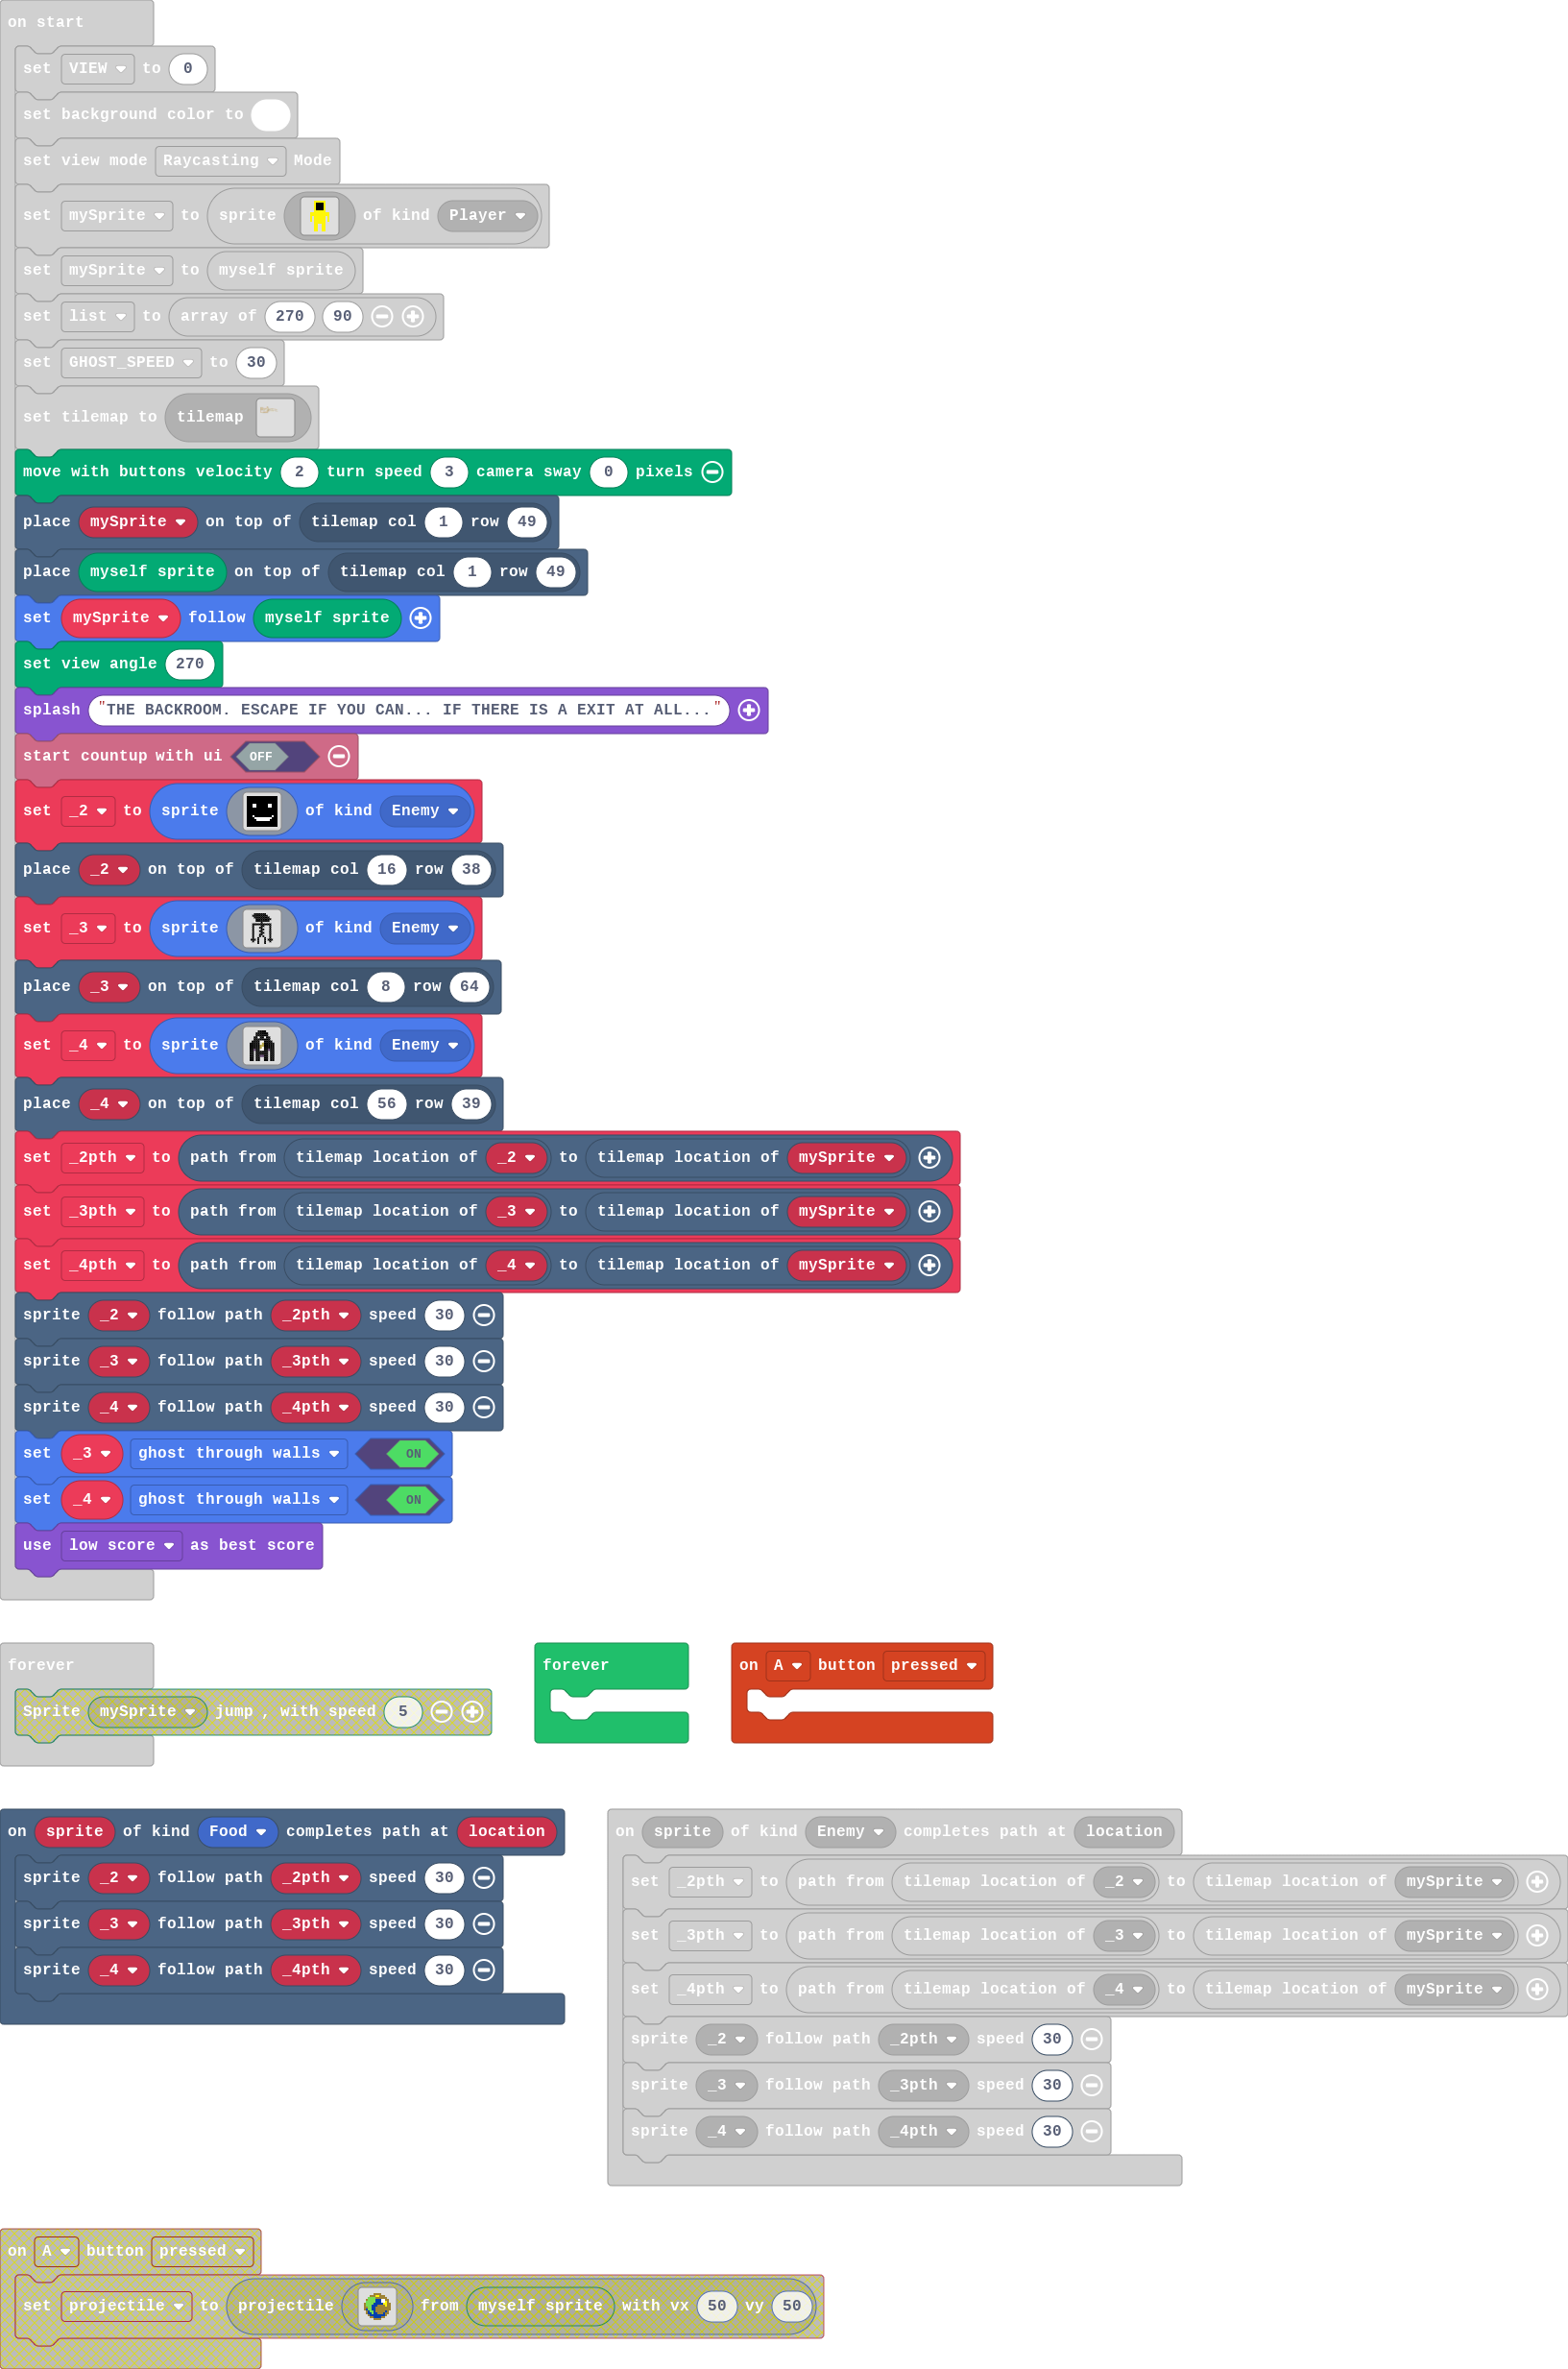 on start
set VIEW to 0
set background color to
set view mode Raycasting Mode
set mySprite to sprite of kind Player
set mySprite to myself sprite
set list to array of 270 90
set GHOST_SPEED to 30
set tilemap to tilemap
move with buttons velocity 2 turn speed 3 camera sway 0 pixels
place mySprite on top of tilemap col 1 row 49
place myself sprite on top of tilemap col 1 row 49
set mySprite follow myself sprite
set view angle 270
splash "THE BACKROOM. ESCAPE IF YOU CAN... IF THERE IS A EXIT AT ALL..."
start countup with ui OFF
set _2 to sprite of kind Enemy
place _2 on top of tilemap col 16 row 38
set _3 to sprite of kind Enemy
place _3 on top of tilemap col 8 row 64
set _4 to sprite of kind Enemy
place _4 on top of tilemap col 56 row 39
set _2pth to path from tilemap location of _2 to tilemap location of mySprite
set _3pth to path from tilemap location of _3 to tilemap location of mySprite
set _4pth to path from tilemap location of _4 to tilemap location of mySprite
sprite _2 follow path _2pth speed 30
sprite _3 follow path _3pth speed 30
sprite _4 follow path _4pth speed 30
set _3 ghost through walls ON
set _4 ghost through walls ON
use low score as best score
forever
Sprite mySprite jump , with speed 5
forever
on A button pressed
on sprite of kind Food completes path at location
sprite _2 follow path _2pth speed 30
sprite _3 follow path _3pth speed 30
sprite _4 follow path _4pth speed 30
on sprite of kind Enemy completes path at location
set _2pth to path from tilemap location of _2 to tilemap location of mySprite
set _3pth to path from tilemap location of _3 to tilemap location of mySprite
set _4pth to path from tilemap location of _4 to tilemap location of mySprite
sprite _2 follow path _2pth speed 30
sprite _3 follow path _3pth speed 30
sprite _4 follow path _4pth speed 30
on A button pressed
set projectile to projectile from myself sprite with vx 50 vy 50